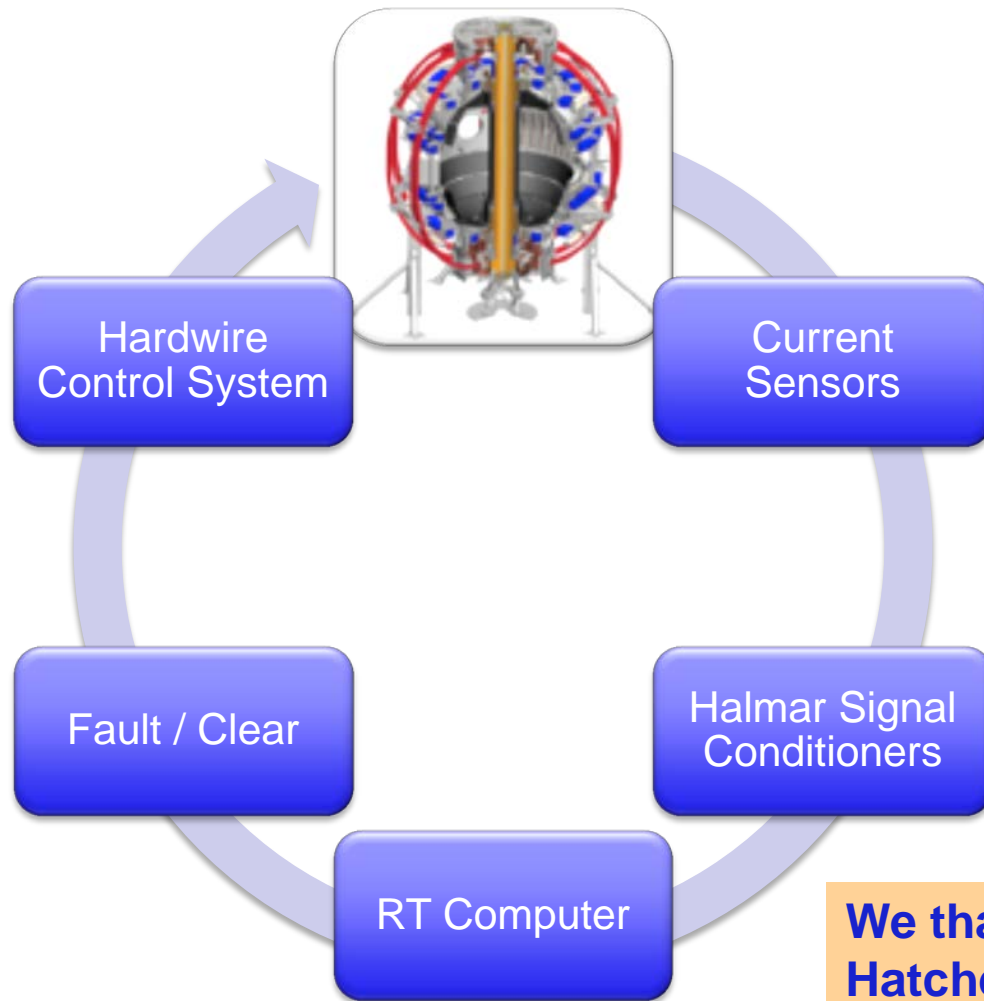 Hardwire
Control System
Current
Sensors
Fault / Clear
Halmar Signal
Conditioners
RT Computer
We tha
Hatche